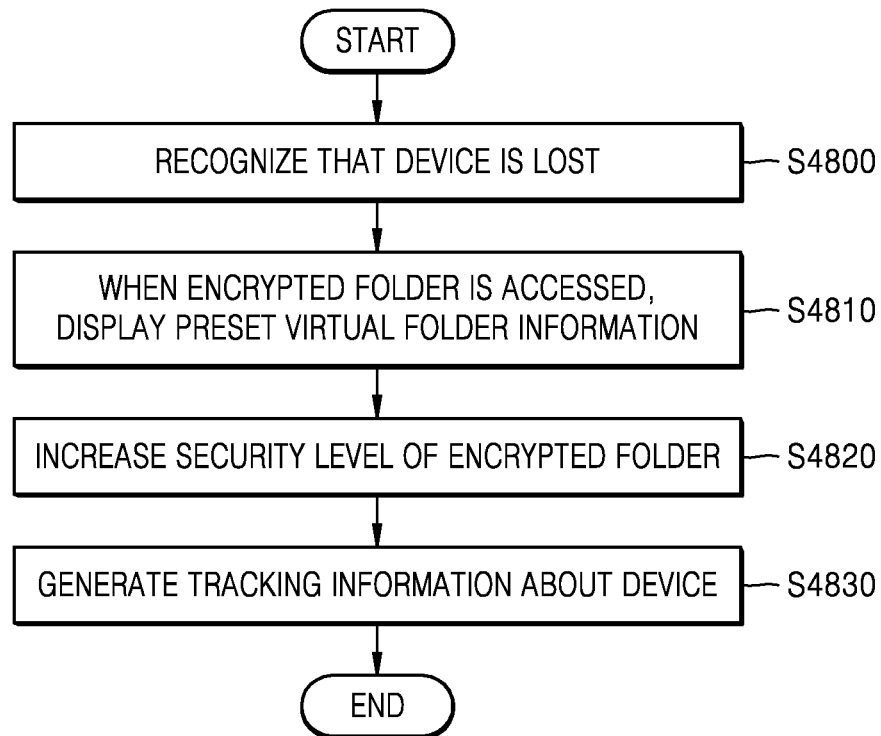 START
RECOGNIZE THAT DEVICE IS LOST
S4800
WHEN ENCRYPTED FOLDER IS ACCESSED,
DISPLAY PRESET VIRTUAL FOLDER INFORMATION
S4810
INCREASE SECURITY LEVEL OF ENCRYPTED FOLDER
S4820
GENERATE TRACKING INFORMATION ABOUT DEVICE
S4830
END